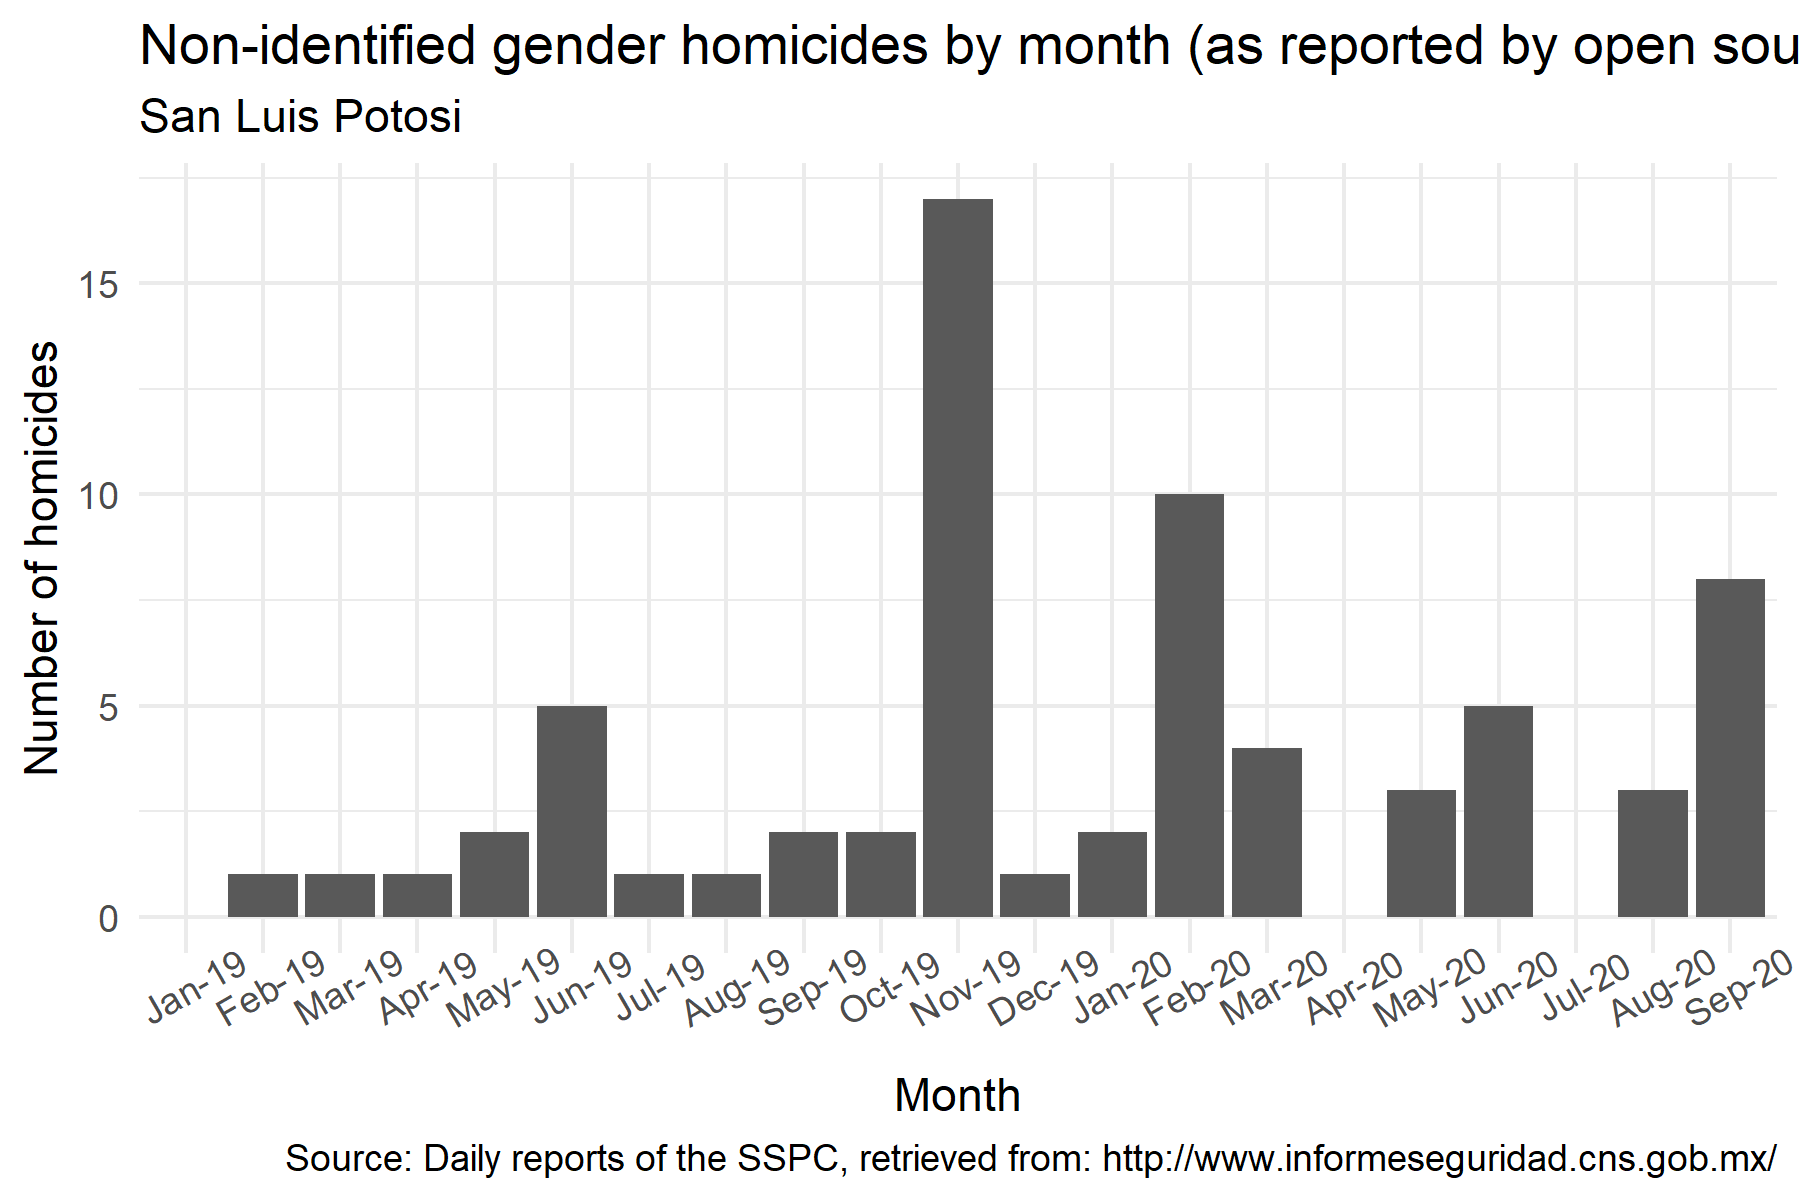 Non-identified gender homicides by month (as reported by open sou
San Luis Potosi
Number of homicides
15
10
5
0
Jan-19
Feb-19
Mar-19
Apr-19
May-19
Jun-19
Jul-19
Aug-19
Sep-19
Oct-19
Nov-19
Dec-19
Jan-20
Feb-20
Mar-20
Apr-20
May-20
Jun-20
Jul-20
Aug-20
Sep-20
Month
Source: Daily reports of the SSPC, retrieved from: http://www.informeseguridad.cns.gob.mx/